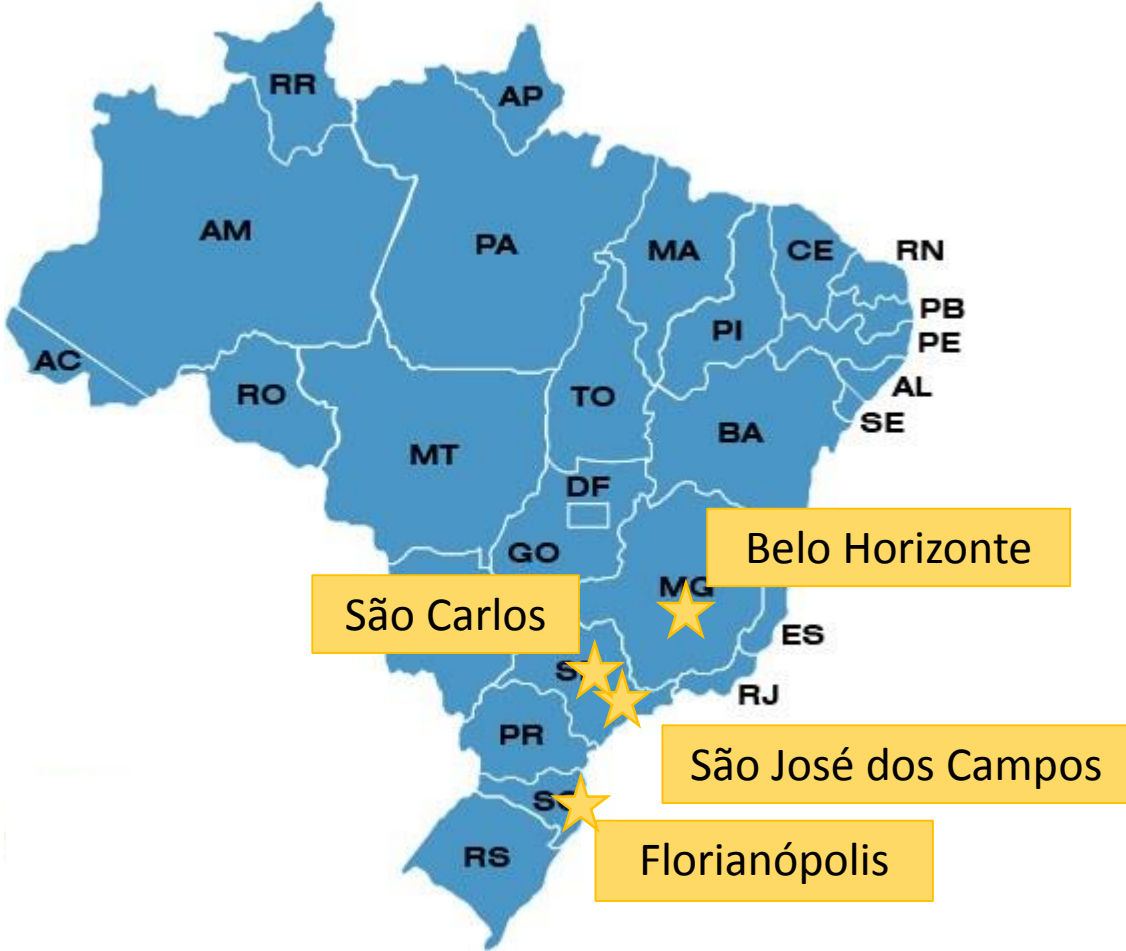 RR
AP
AM
PA
MA
CE
RN
PB
PI
PE
AC
AL
RO
TO
SE
BA
MT
DF
Belo Horizonte
GO
MG
São Carlos
ES
RJ
PR
São José dos Campos
Florianópolis
RS